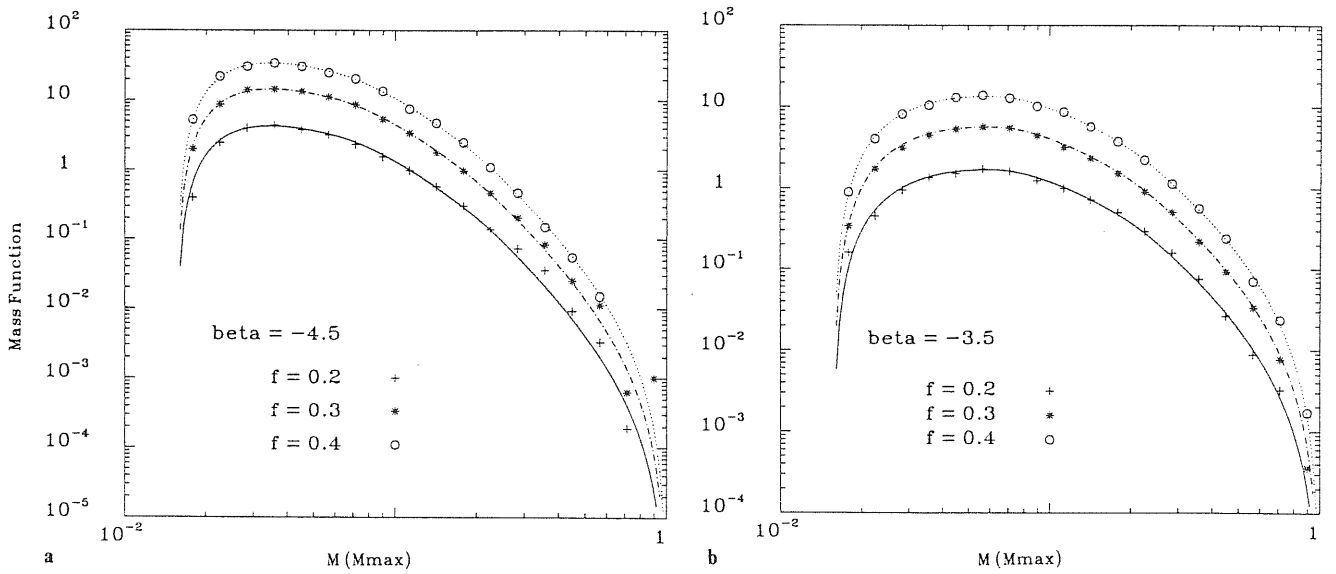 10^2
10
1
10^-1
10^-2
10^-3
10^-4
10^-5
Mass Function
beta = -4.5
f = 0.2 +
f = 0.3 *
f = 0.4 o
10^-2
1
M (Mmax)
a
10^2
10
1
10^-1
10^-2
10^-3
10^-4
beta = -3.5
f = 0.2 +
f = 0.3 *
f = 0.4 o
10^-2
1
M (Mmax)
b